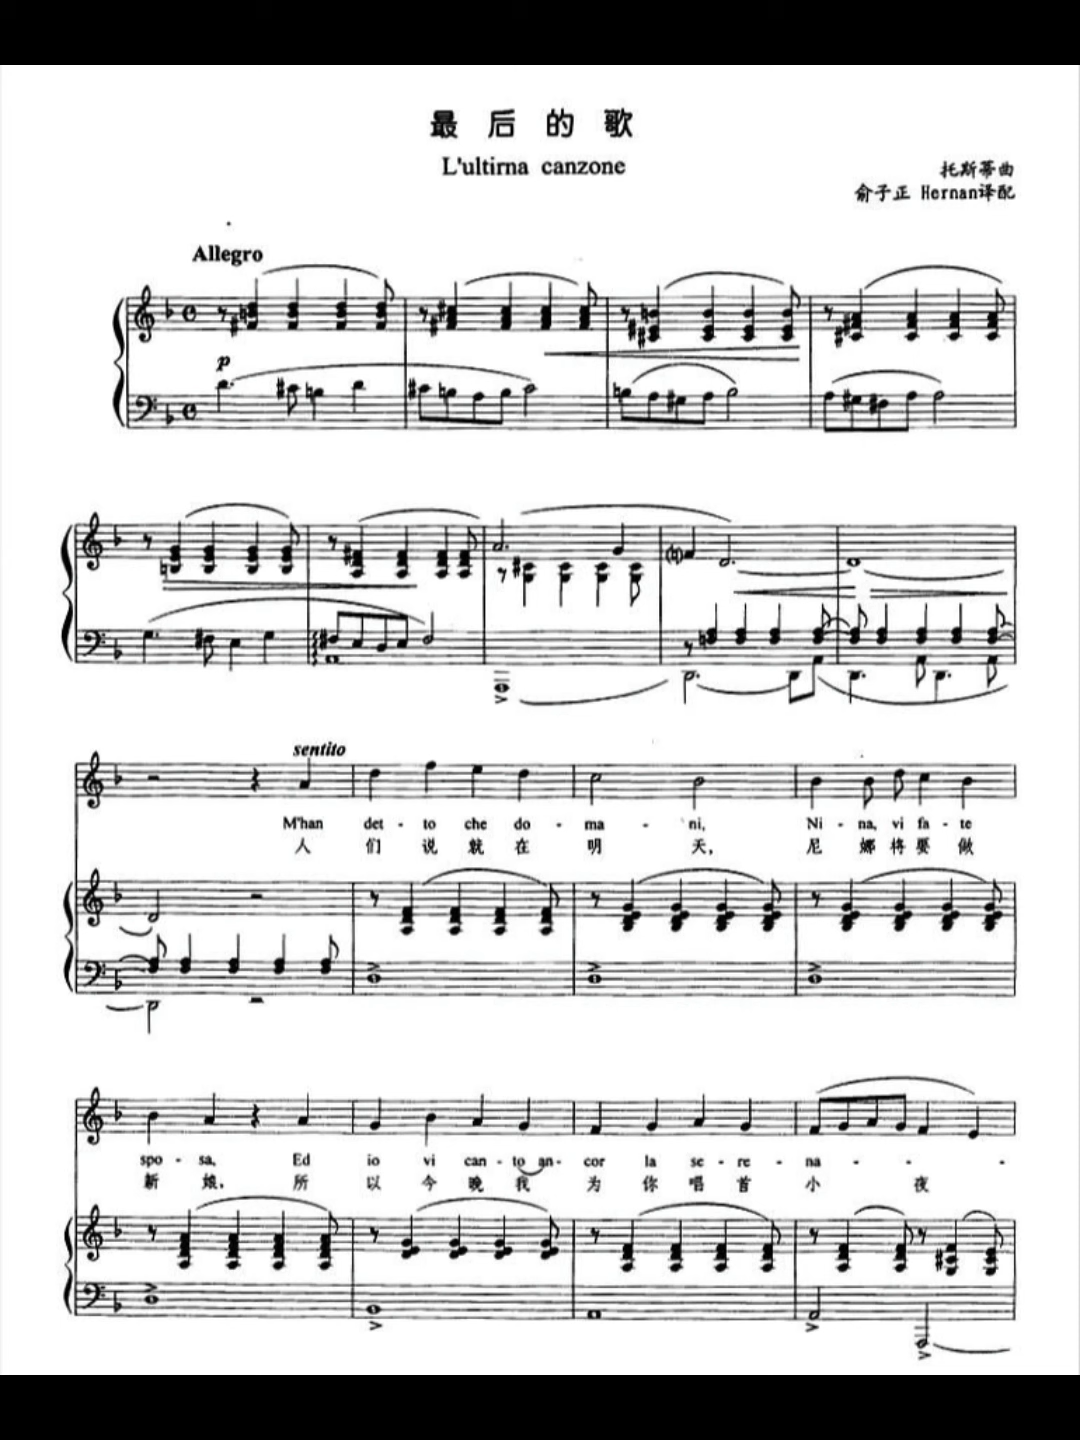 最后的歌
L'ultirna canzone
托斯蒂曲
俞子正 Hernan译配
Allegro
p
sentito
M'han det - to che do - ma - ni, Ni - na, vi fa - te
人 们 说 就 在 明 天, 尼 娜 将 要 做
spo - sa, Ed io vi can - to an - cor la se - re - na - - - -
新 娘, 所 以 今 晚 我 为 你 唱 首 小 夜